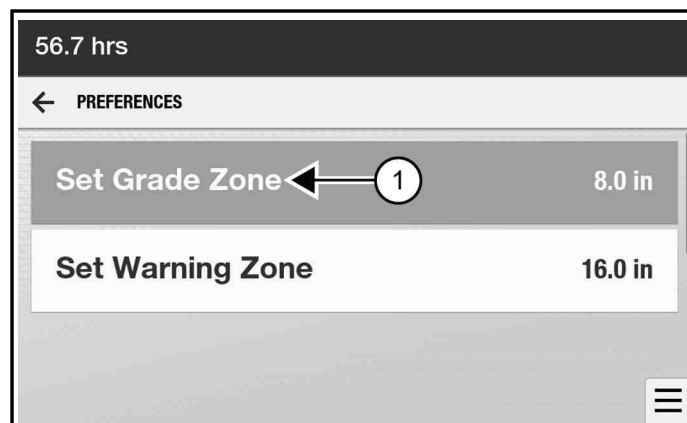 56.7 hrs
PREFERENCES
Set Grade Zone 1 8.0 in
Set Warning Zone 16.0 in